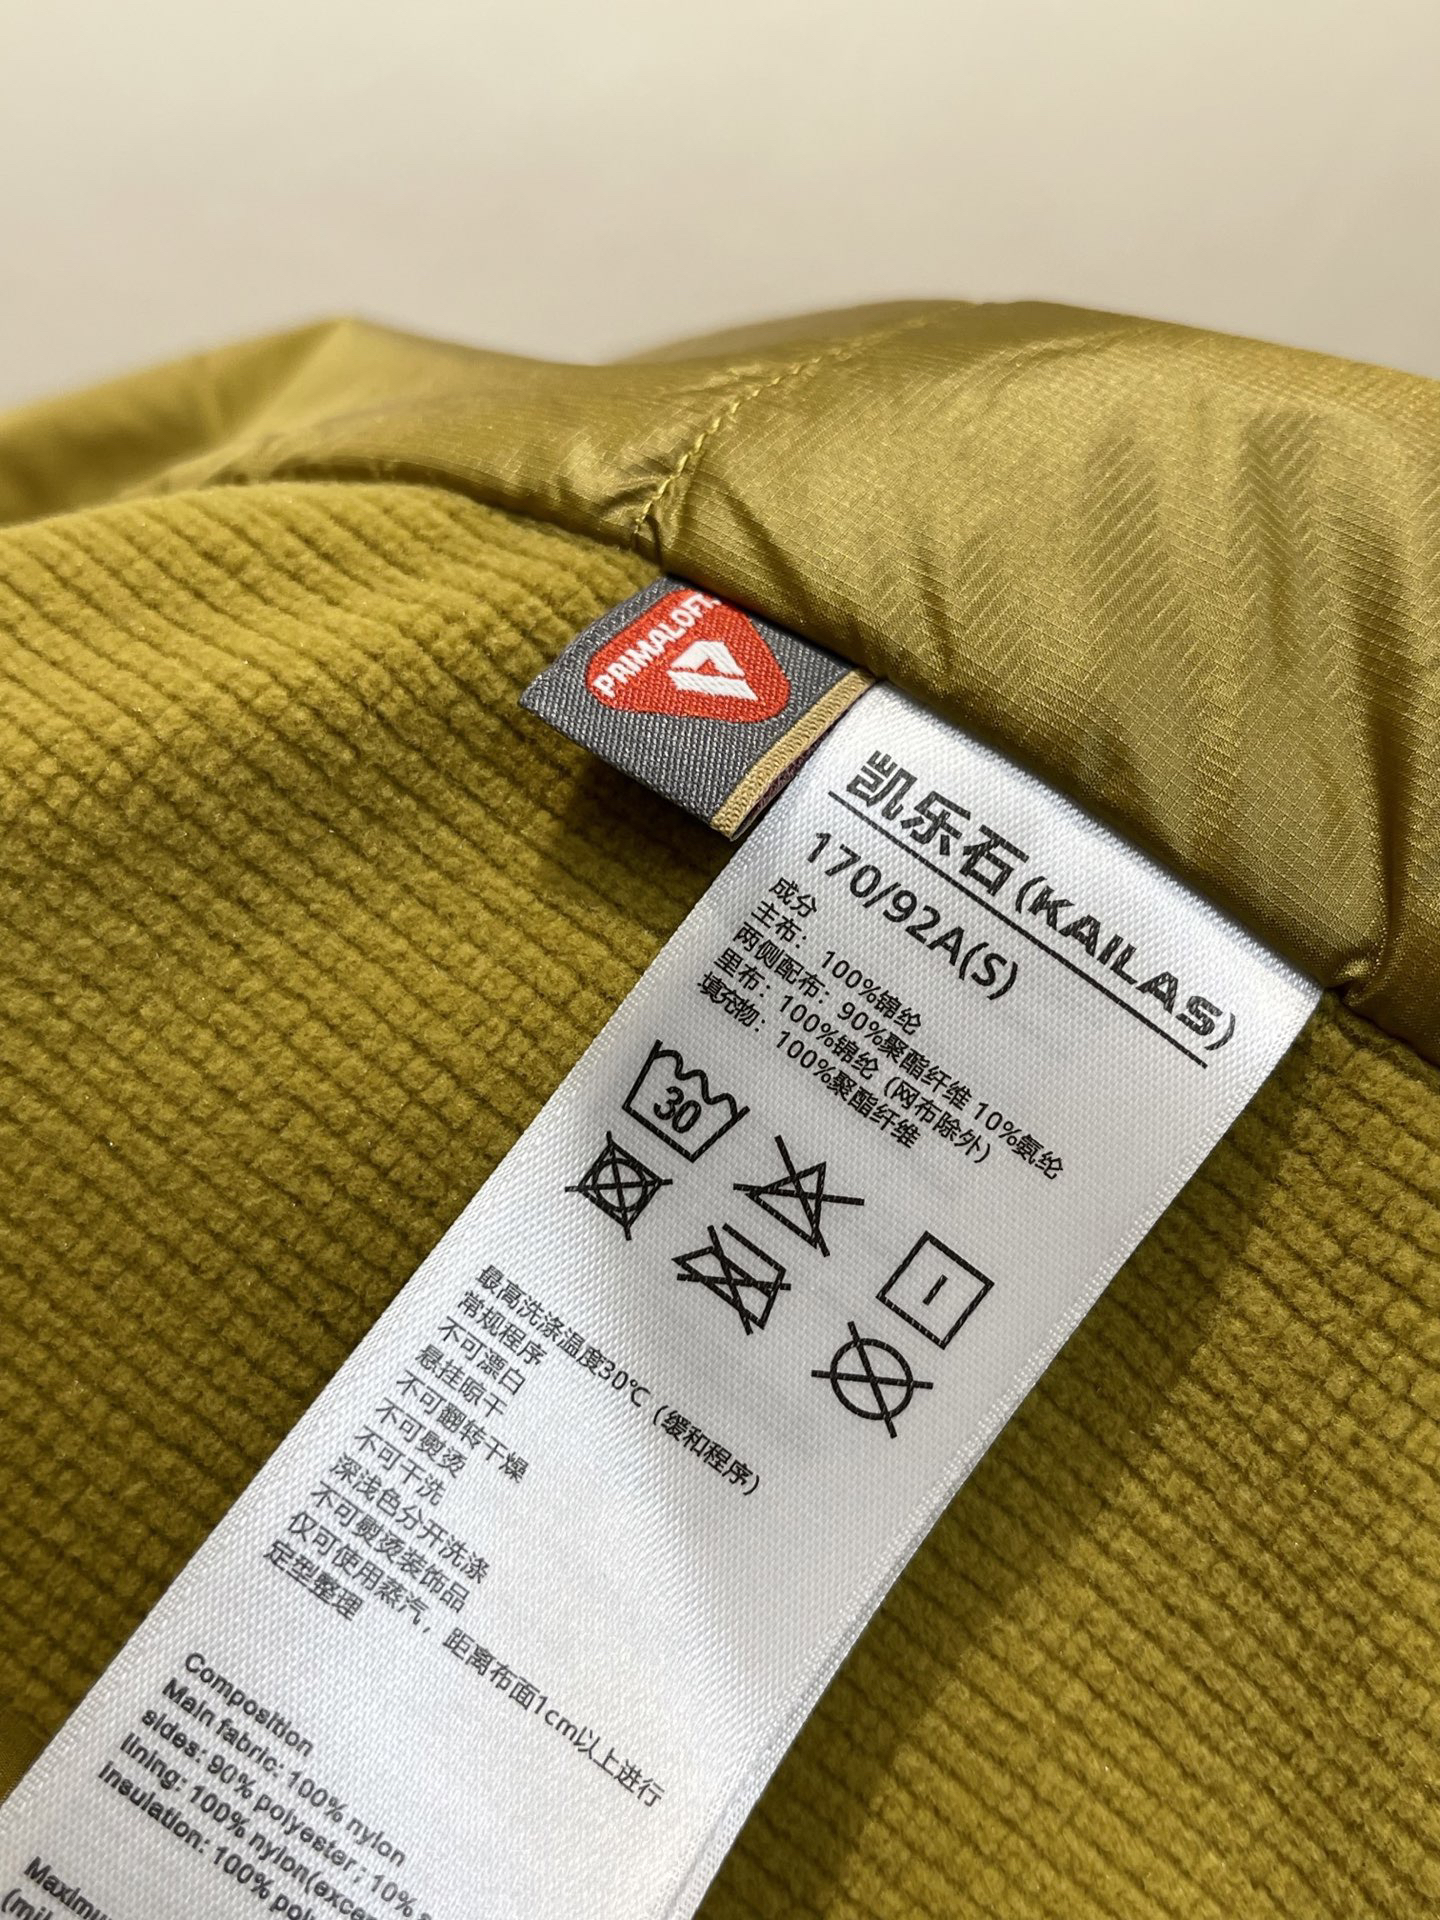 PRIMALOFT
凯乐石(KAILAS)
170/92A(S)
成分
主布：100%锦纶
两侧配布：90%聚酯纤维 10%氨纶
里布：100%锦纶（网布除外）
填充物：100%聚酯纤维
30
最高洗涤温度30℃（缓和程序）
常规程序
不可漂白
悬挂晾干
不可翻转干燥
不可熨烫
不可干洗
深浅色分开洗涤
不可熨烫装饰品
仅可使用蒸汽，距离布面1cm以上进行
定型整理
Composition
Main fabric: 100% nylon
sides: 90% polyester ; 10%
lining: 100% nylon(except
insulation: 100%